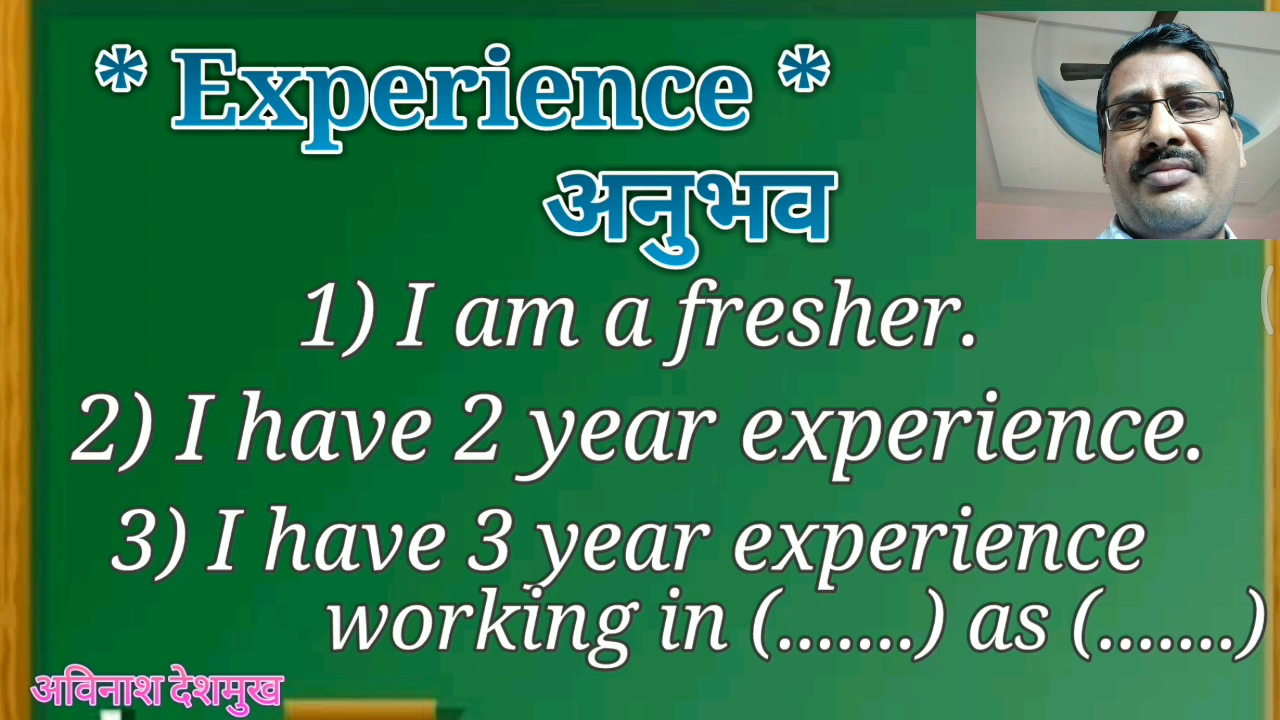 * Experience *
अनुभव
1) I am a fresher.
2) I have 2 year experience.
3) I have 3 year experience
working in (.......) as (.......)
अविनाश देशमुख